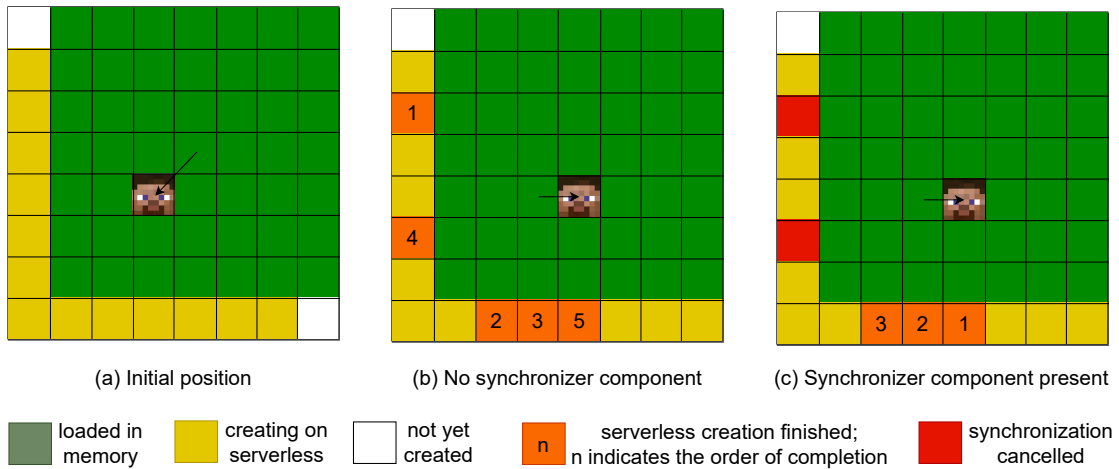 1
4
2 3 5
3 2 1
(a) Initial position
(b) No synchronizer component
(c) Synchronizer component present
loaded in
memory
creating on
serverless
not yet
created
n
serverless creation finished;
n indicates the order of completion
synchronization
cancelled